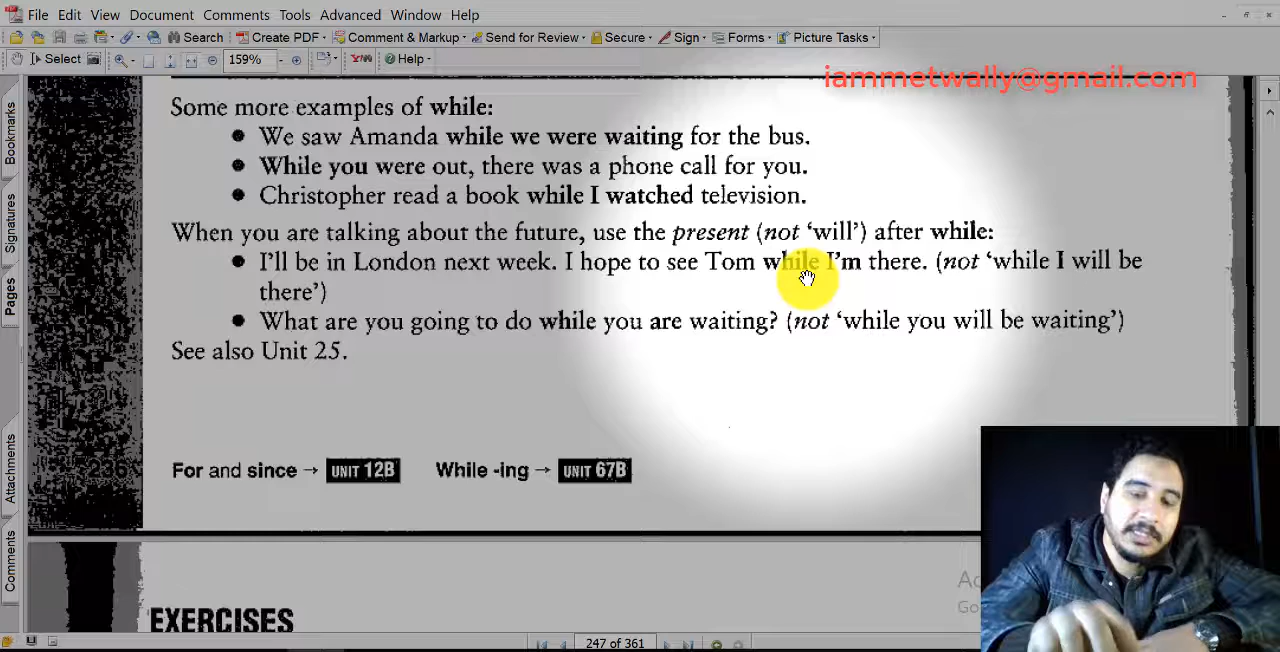 File Edit View Document Comments Tools Advanced Window Help
Search Create PDF Comment & Markup Send for Review Secure Sign Forms Picture Tasks
Select 159% Help
iammetwally@gmail.com
Bookmarks
Signatures
Pages
Attachments
Comments
Some more examples of while:
● We saw Amanda while we were waiting for the bus.
● While you were out, there was a phone call for you.
● Christopher read a book while I watched television.
When you are talking about the future, use the present (not ‘will’) after while:
● I’ll be in London next week. I hope to see Tom while I’m there. (not ‘while I will be
there’)
● What are you going to do while you are waiting? (not ‘while you will be waiting’)
See also Unit 25.
236
For and since → UNIT 12B While -ing → UNIT 67B
EXERCISES
247 of 361